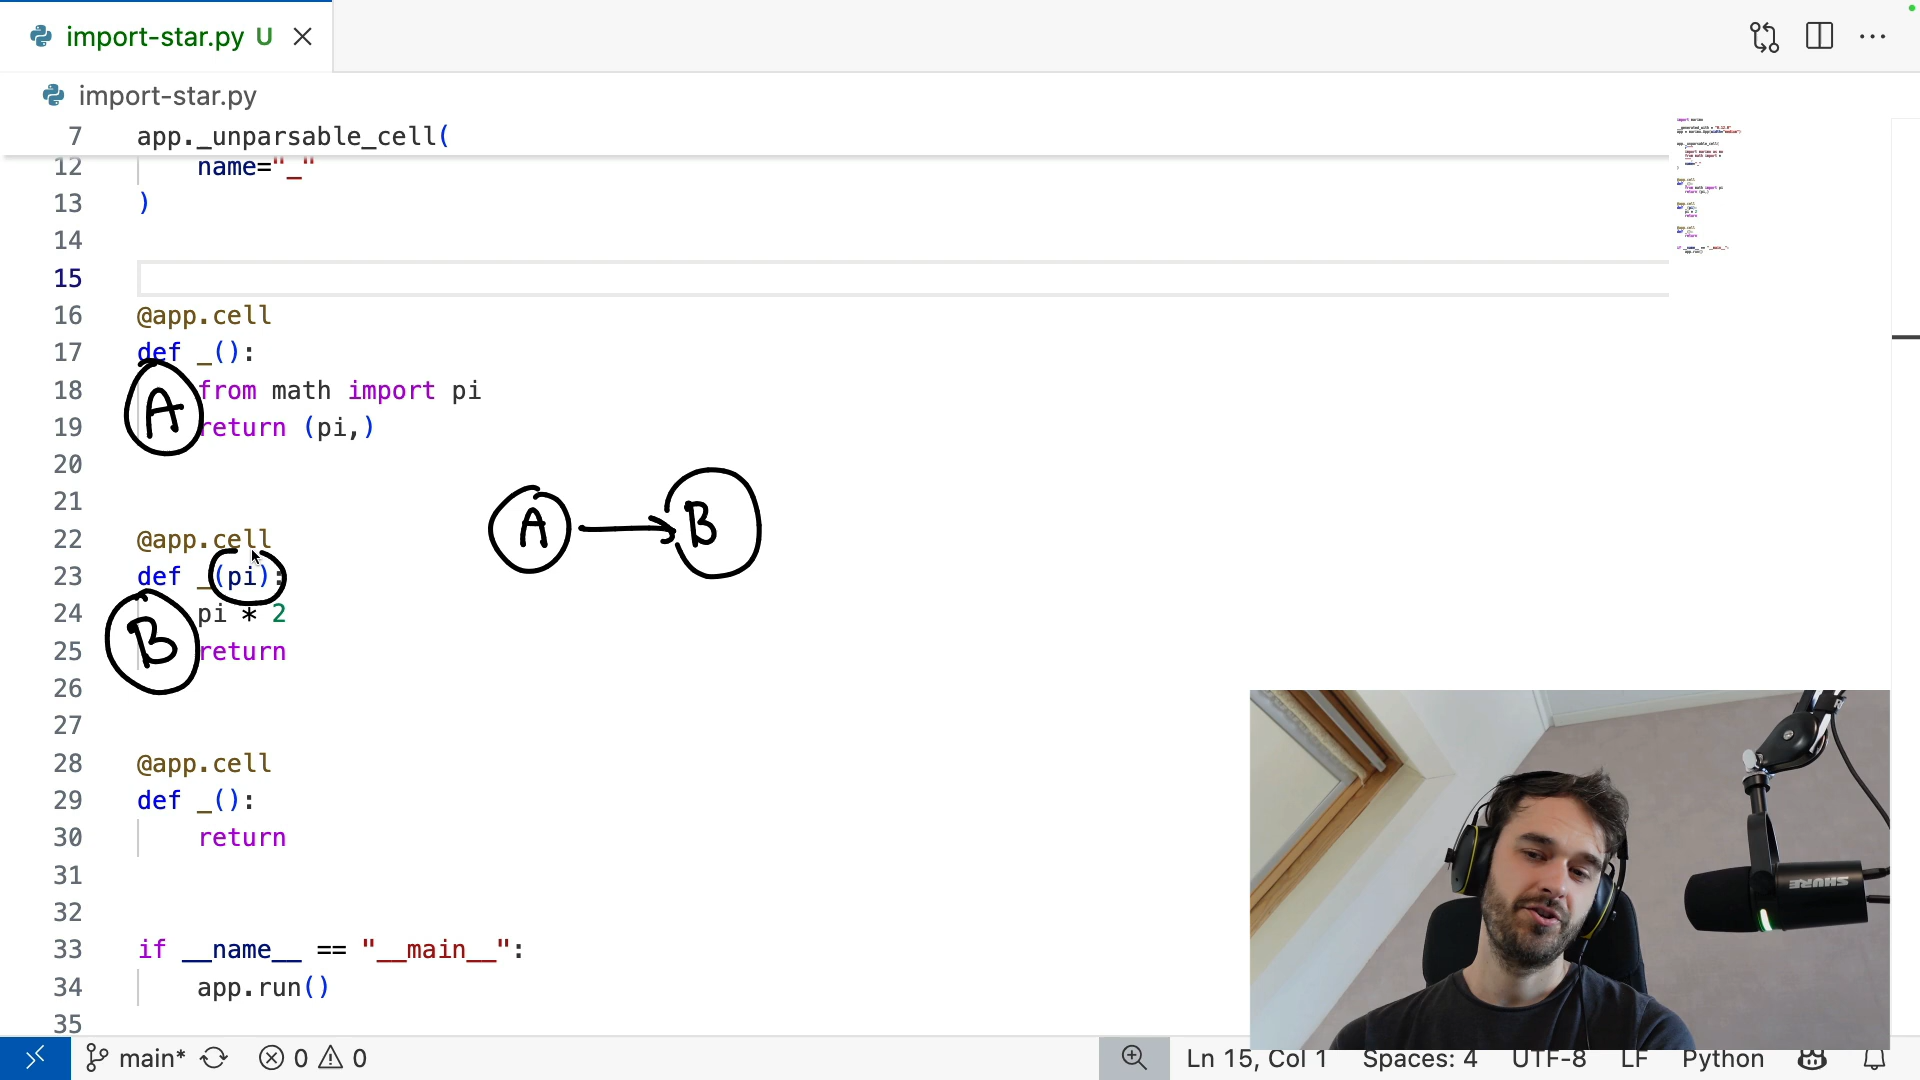 import-star.py U
import-star.py
7 app._unparsable_cell(
12 name="_"
13 )
14
15
16 @app.cell
17 def _():
18 from math import pi
19 return (pi,)
20
21
22 @app.cell
23 def _(pi):
24 pi * 2
25 return
26
27
28 @app.cell
29 def _():
30 return
31
32
33 if __name__ == "__main__":
34 app.run()
35
A
A B
B
SHURE
main* 0 0 Ln 15, Col 1 Spaces: 4 UTF-8 LF Python